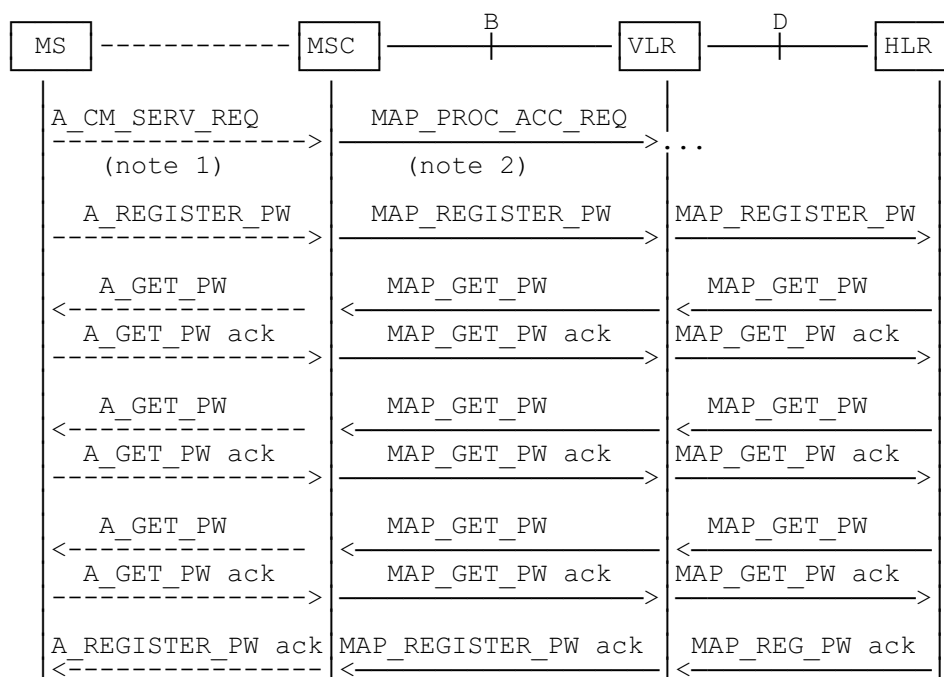 B D
MS MSC VLR HLR
A_CM_SERV_REQ MAP_PROC_ACC_REQ
...
(note 1) (note 2)
A_REGISTER_PW MAP_REGISTER_PW MAP_REGISTER_PW
A_GET_PW MAP_GET_PW MAP_GET_PW
A_GET_PW ack MAP_GET_PW ack MAP_GET_PW ack
A_GET_PW MAP_GET_PW MAP_GET_PW
A_GET_PW ack MAP_GET_PW ack MAP_GET_PW ack
A_GET_PW MAP_GET_PW MAP_GET_PW
A_GET_PW ack MAP_GET_PW ack MAP_GET_PW ack
A_REGISTER_PW ack MAP_REGISTER_PW ack MAP_REG_PW ack